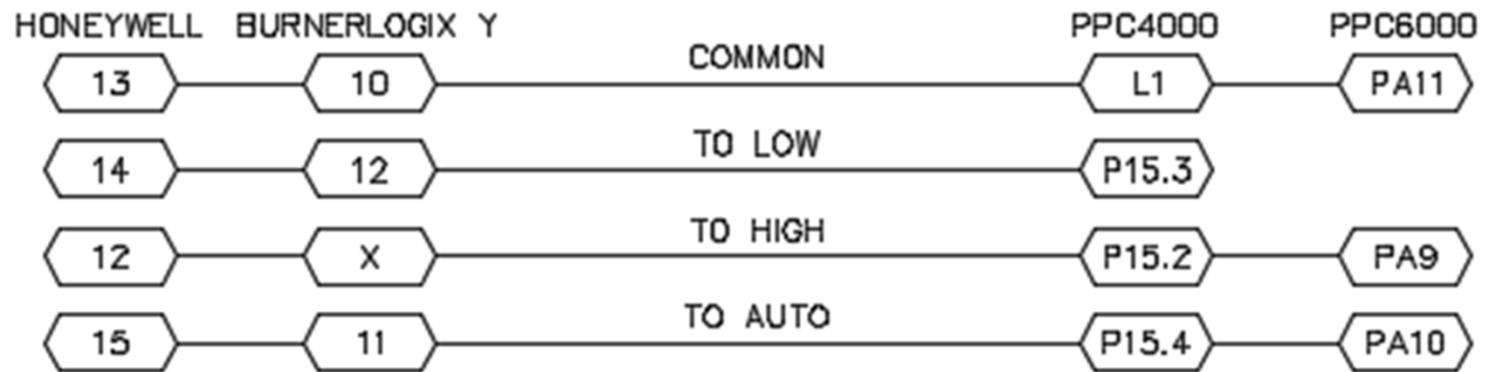 HONEYWELL BURNERLOGIX Y PPC4000 PPC6000
COMMON
13 10 L1 PA11
TO LOW
14 12 P15.3
TO HIGH
12 X P15.2 PA9
TO AUTO
15 11 P15.4 PA10